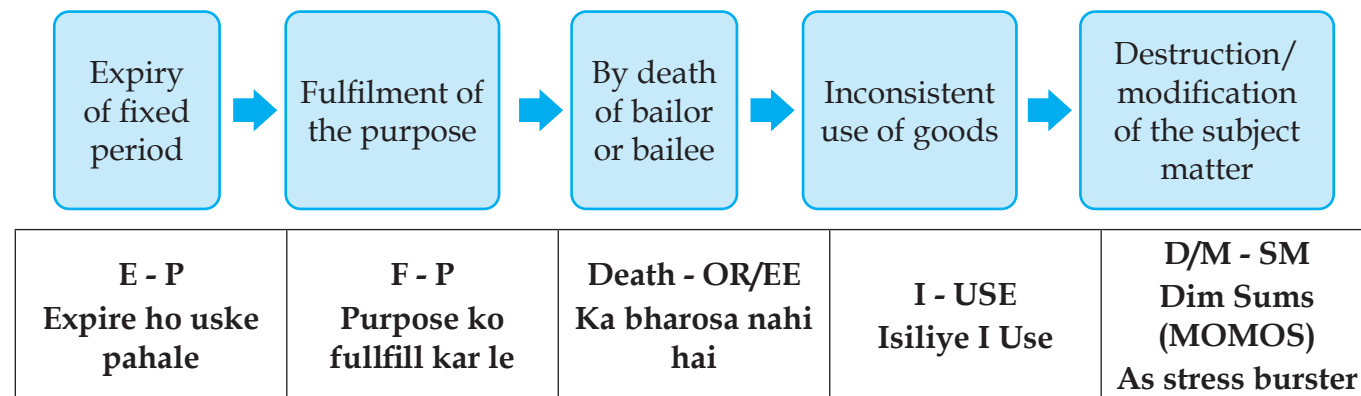 Expiry
of fixed
period
Fulfilment of
the purpose
By death
of bailor
or bailee
Inconsistent
use of goods
Destruction/
modification
of the subject
matter
E - P
Expire ho uske
pahale
F - P
Purpose ko
fullfill kar le
Death - OR/EE
Ka bharosa nahi
hai
I - USE
Isiliye I Use
D/M - SM
Dim Sums
(MOMOS)
As stress burster